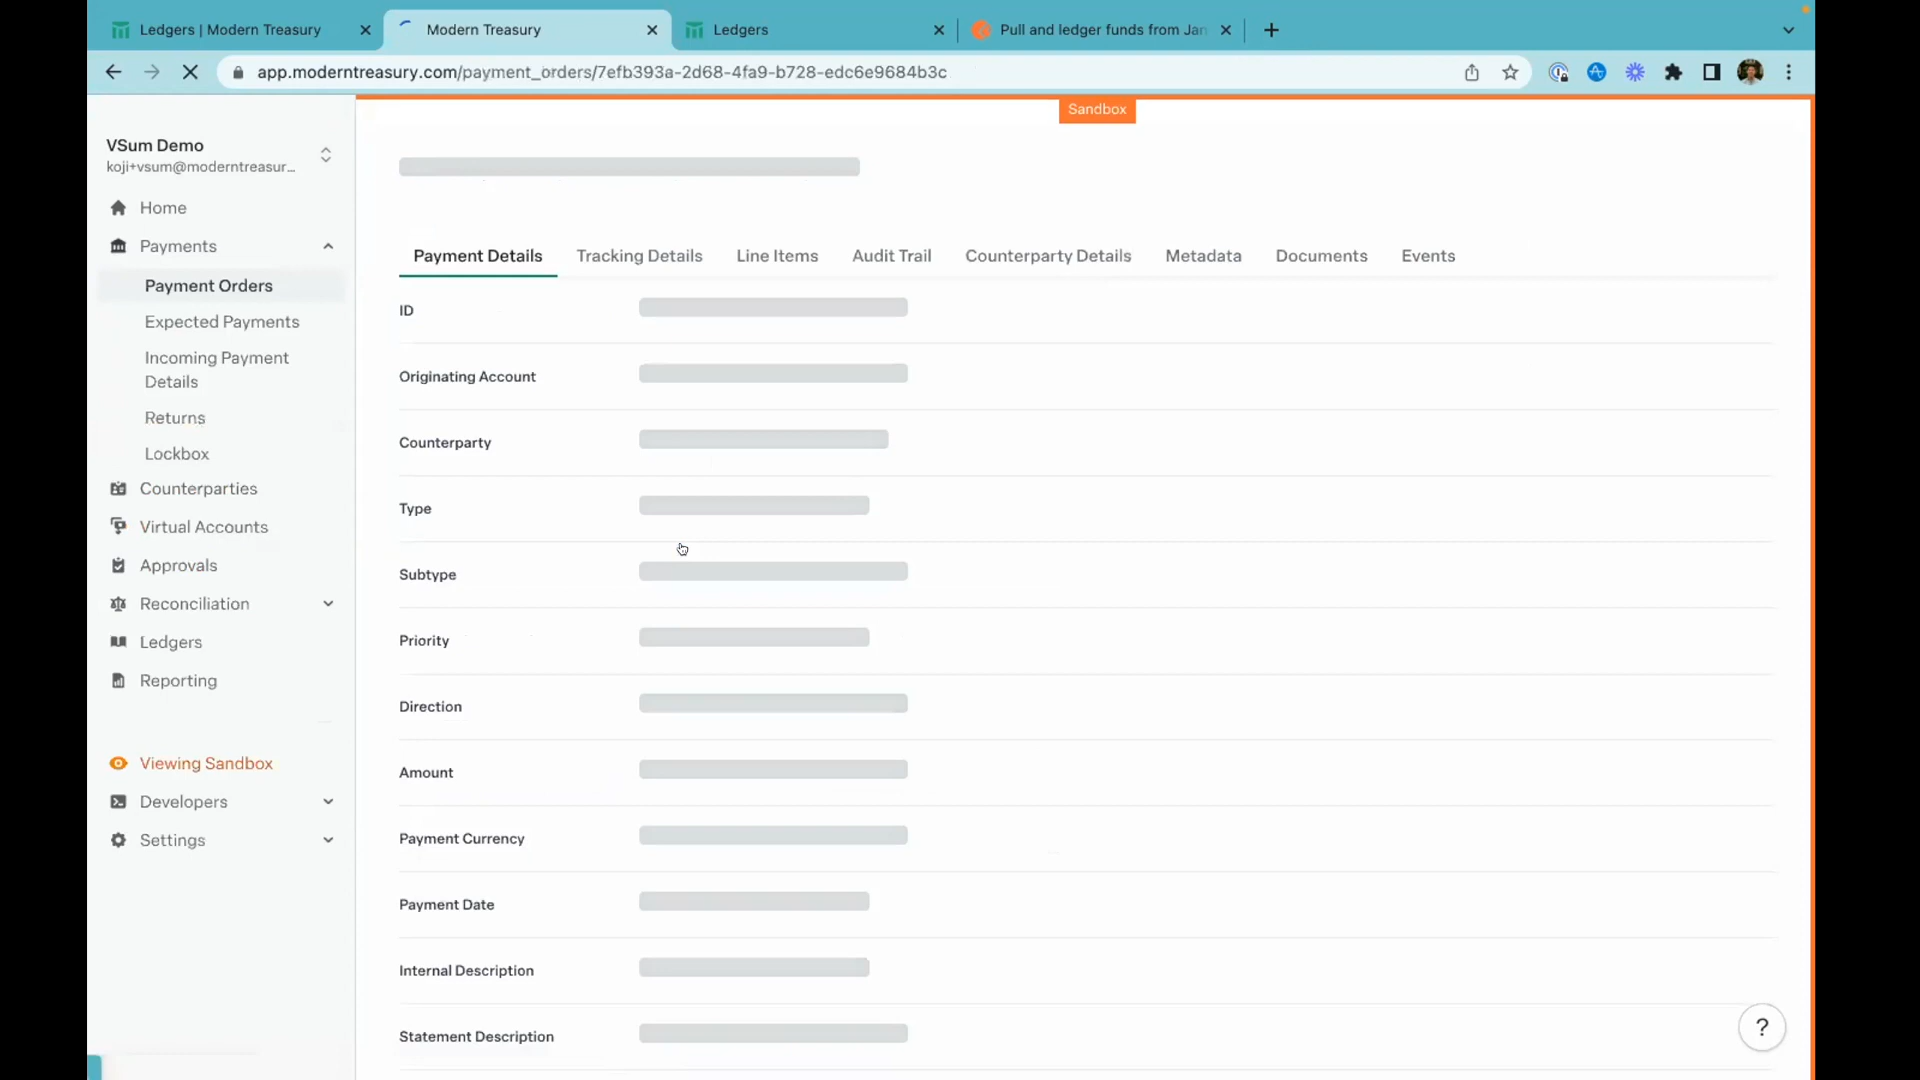 Ledgers | Modern Treasury
Modern Treasury
Ledgers
Pull and ledger funds from Jan
app.moderntreasury.com/payment_orders/7efb393a-2d68-4fa9-b728-edc6e9684b3c
Sandbox
VSum Demo
koji+vsum@moderntreasur...
Home
Payments
Payment Orders
Expected Payments
Incoming Payment
Details
Returns
Lockbox
Counterparties
Virtual Accounts
Approvals
Reconciliation
Ledgers
Reporting
Viewing Sandbox
Developers
Settings
Payment Details
Tracking Details
Line Items
Audit Trail
Counterparty Details
Metadata
Documents
Events
ID
Originating Account
Counterparty
Type
Subtype
Priority
Direction
Amount
Payment Currency
Payment Date
Internal Description
Statement Description
?